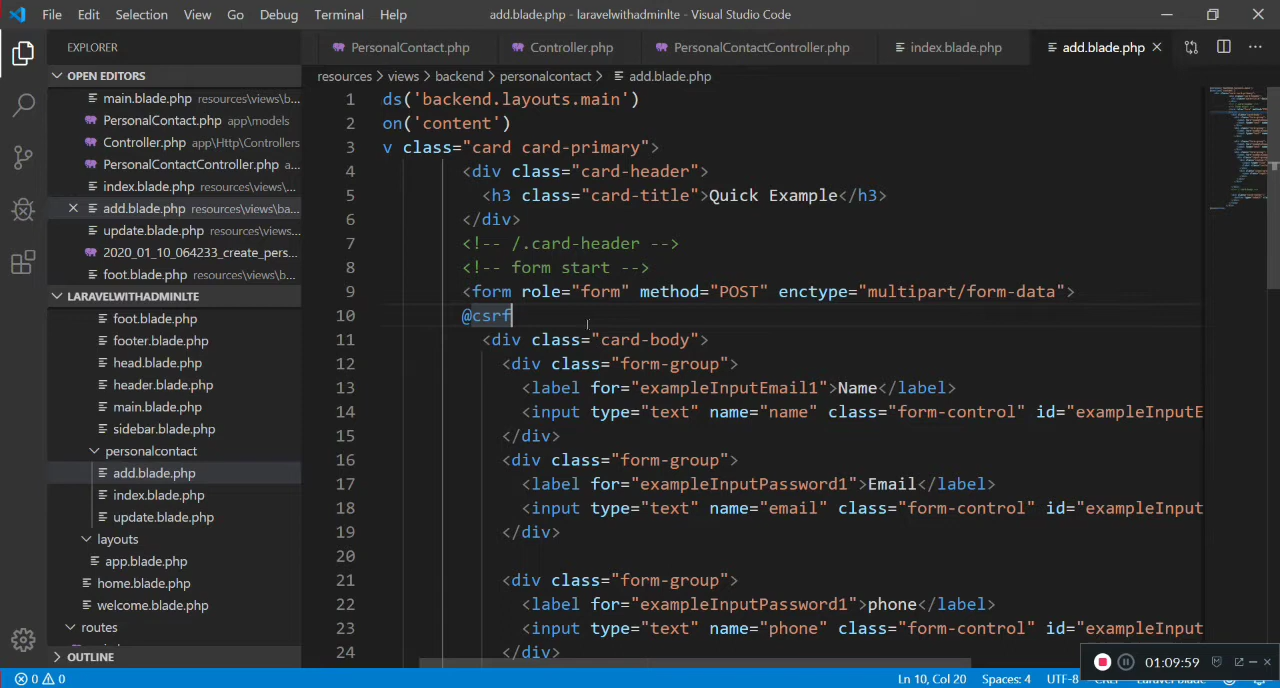 File Edit Selection View Go Debug Terminal Help add.blade.php - laravelwithadminlte - Visual Studio Code
EXPLORER
PersonalContact.php Controller.php PersonalContactController.php index.blade.php add.blade.php
OPEN EDITORS
main.blade.php resources\views\b...
PersonalContact.php app\models
Controller.php app\Http\Controllers
PersonalContactController.php a...
index.blade.php resources\views\...
add.blade.php resources\views\ba...
update.blade.php resources\views...
2020_01_10_064233_create_pers...
foot.blade.php resources\views\b...
LARAVELWITHADMINLTE
foot.blade.php
footer.blade.php
head.blade.php
header.blade.php
main.blade.php
sidebar.blade.php
personalcontact
add.blade.php
index.blade.php
update.blade.php
layouts
app.blade.php
home.blade.php
welcome.blade.php
routes
OUTLINE
resources > views > backend > personalcontact > add.blade.php
1 ds('backend.layouts.main')
2 on('content')
3 v class="card card-primary">
4 <div class="card-header">
5 <h3 class="card-title">Quick Example</h3>
6 </div>
7 <!-- /.card-header -->
8 <!-- form start -->
9 <form role="form" method="POST" enctype="multipart/form-data">
10 @csrf
11 <div class="card-body">
12 <div class="form-group">
13 <label for="exampleInputEmail1">Name</label>
14 <input type="text" name="name" class="form-control" id="exampleInputE
15 </div>
16 <div class="form-group">
17 <label for="exampleInputPassword1">Email</label>
18 <input type="text" name="email" class="form-control" id="exampleInput
19 </div>
20
21 <div class="form-group">
22 <label for="exampleInputPassword1">phone</label>
23 <input type="text" name="phone" class="form-control" id="exampleInput
24 </div>
01:09:59
0 0 Ln 10, Col 20 Spaces: 4 UTF-8